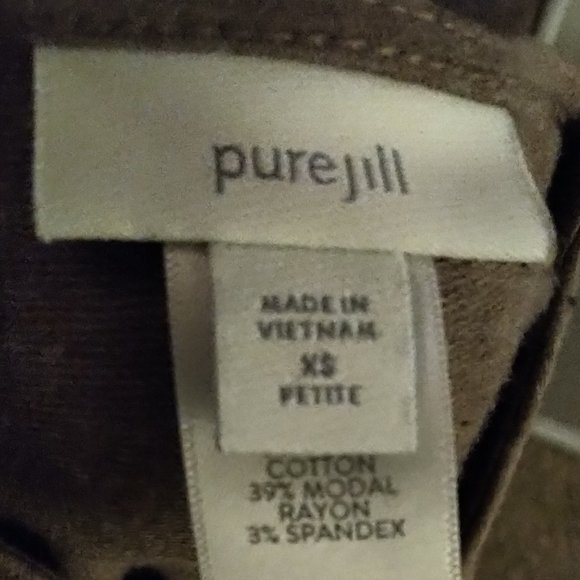 purejill
MADE IN
VIETNAM
XS
PETITE
COTTON
39% MODAL
RAYON
3% SPANDEX